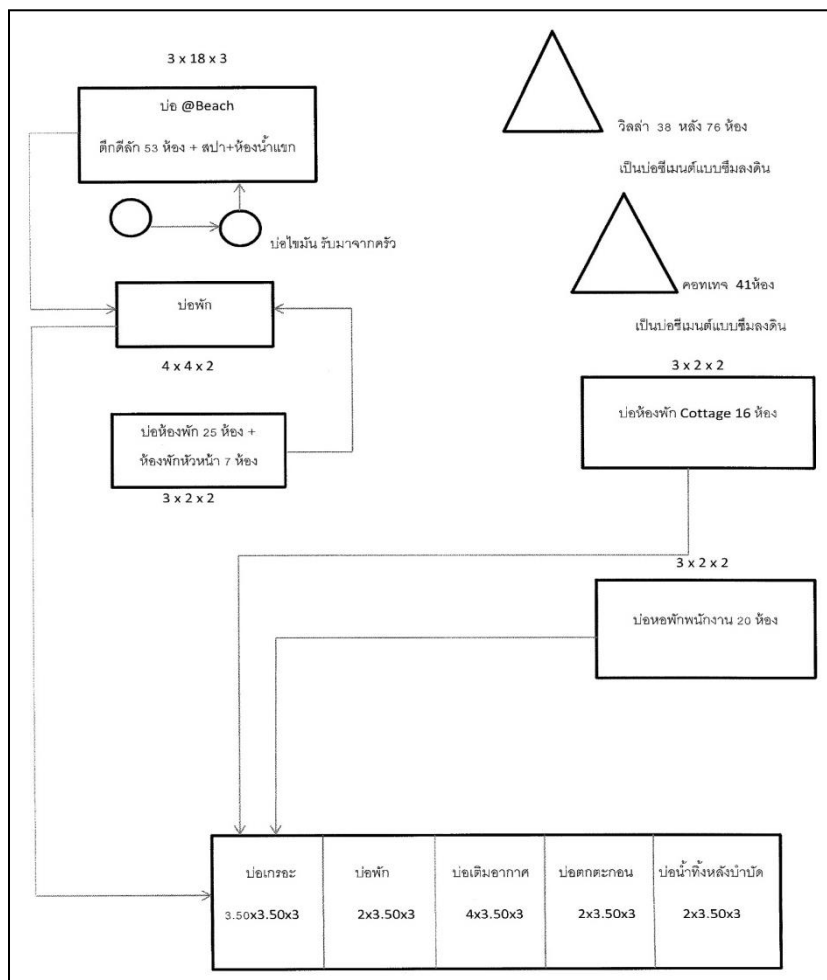 3 x 18 x 3
บ่อ @Beach
ตึกดีลัก 53 ห้อง + สปา+ห้องน้ำแขก
บ่อไขมัน รับมาจากครัว
วิลล่า 38 หลัง 76 ห้อง
เป็นบ่อซีเมนต์แบบซึมลงดิน
คอทเทจ 41ห้อง
เป็นบ่อซีเมนต์แบบซึมลงดิน
บ่อพัก
4 x 4 x 2
บ่อห้องพัก 25 ห้อง +
ห้องพักหัวหน้า 7 ห้อง
3 x 2 x 2
3 x 2 x 2
บ่อห้องพัก Cottage 16 ห้อง
3 x 2 x 2
บ่อหอพักพนักงาน 20 ห้อง
บ่อเกรอะ
3.50x3.50x3
บ่อพัก
2x3.50x3
บ่อเติมอากาศ
4x3.50x3
บ่อตกตะกอน
2x3.50x3
บ่อน้ำทิ้งหลังบำบัด
2x3.50x3